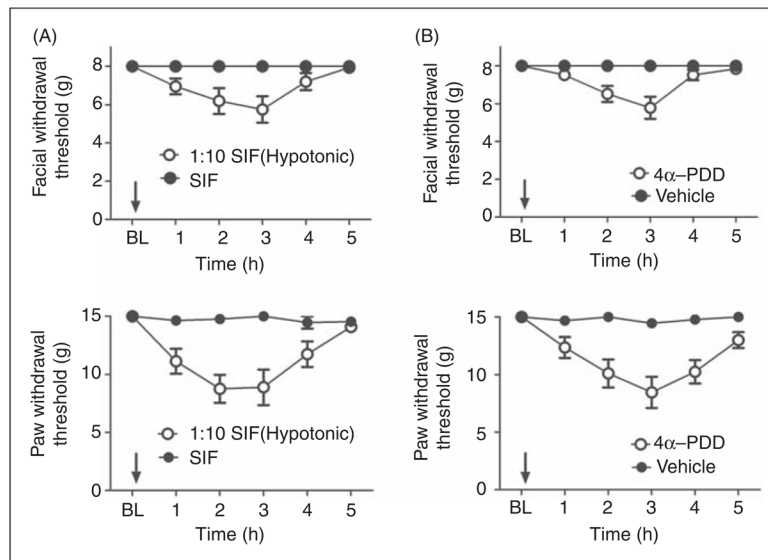 (A)
Facial withdrawal
threshold (g)
8
6
4
2
0
1:10 SIF(Hypotonic)
SIF
BL 1 2 3 4 5
Time (h)
(B)
Facial withdrawal
threshold (g)
8
6
4
2
0
4α–PDD
Vehicle
BL 1 2 3 4 5
Time (h)
Paw withdrawal
threshold (g)
15
10
5
0
1:10 SIF(Hypotonic)
SIF
BL 1 2 3 4 5
Time (h)
Paw withdrawal
threshold (g)
15
10
5
0
4α–PDD
Vehicle
BL 1 2 3 4 5
Time (h)